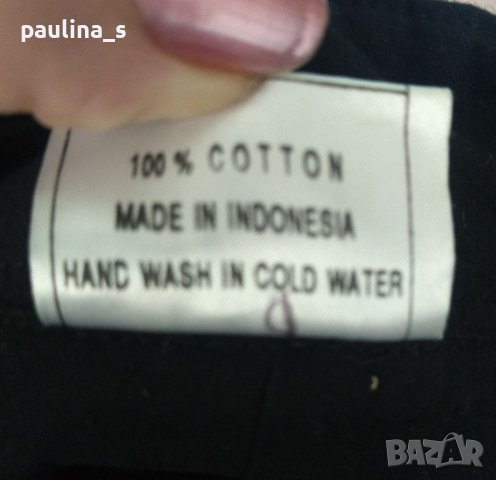 paulina_s
100 % COTTON
MADE IN INDONESIA
HAND WASH IN COLD WATER
BAZAR